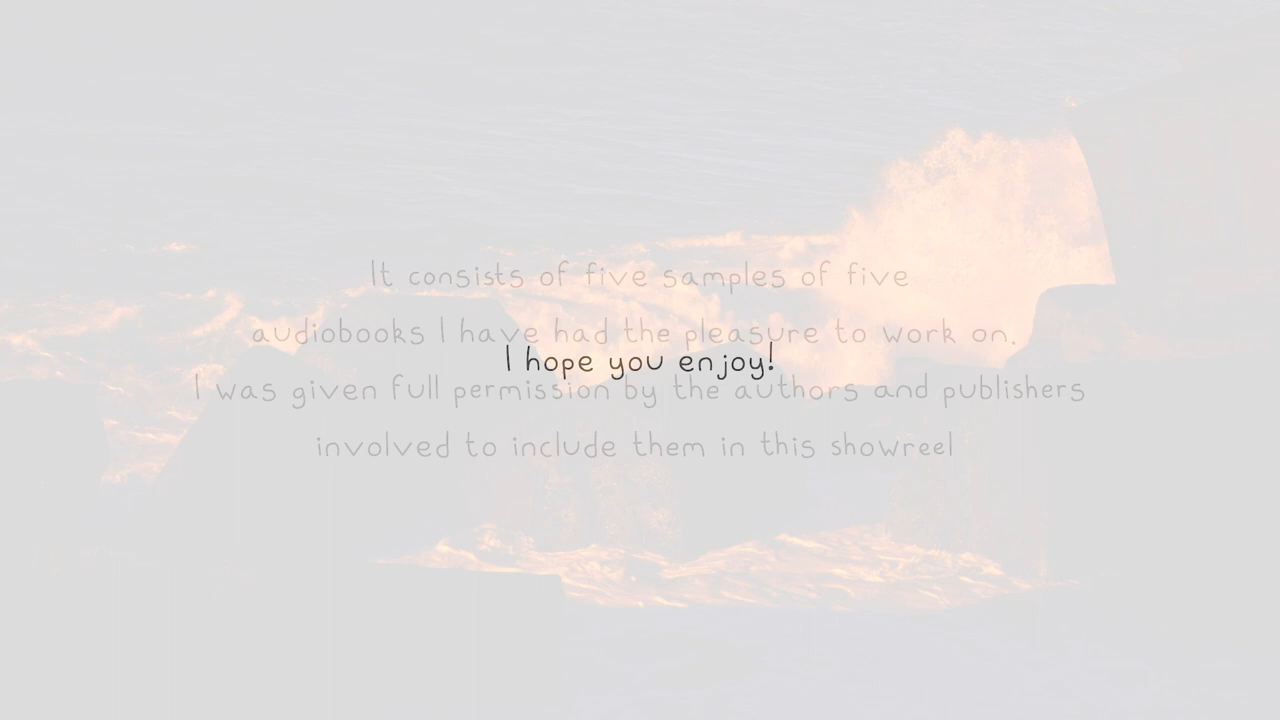 It consists of five samples of five
audiobooks I have had the pleasure to work on.
I hope you enjoy!
I was given full permission by the authors and publishers
involved to include them in this showreel